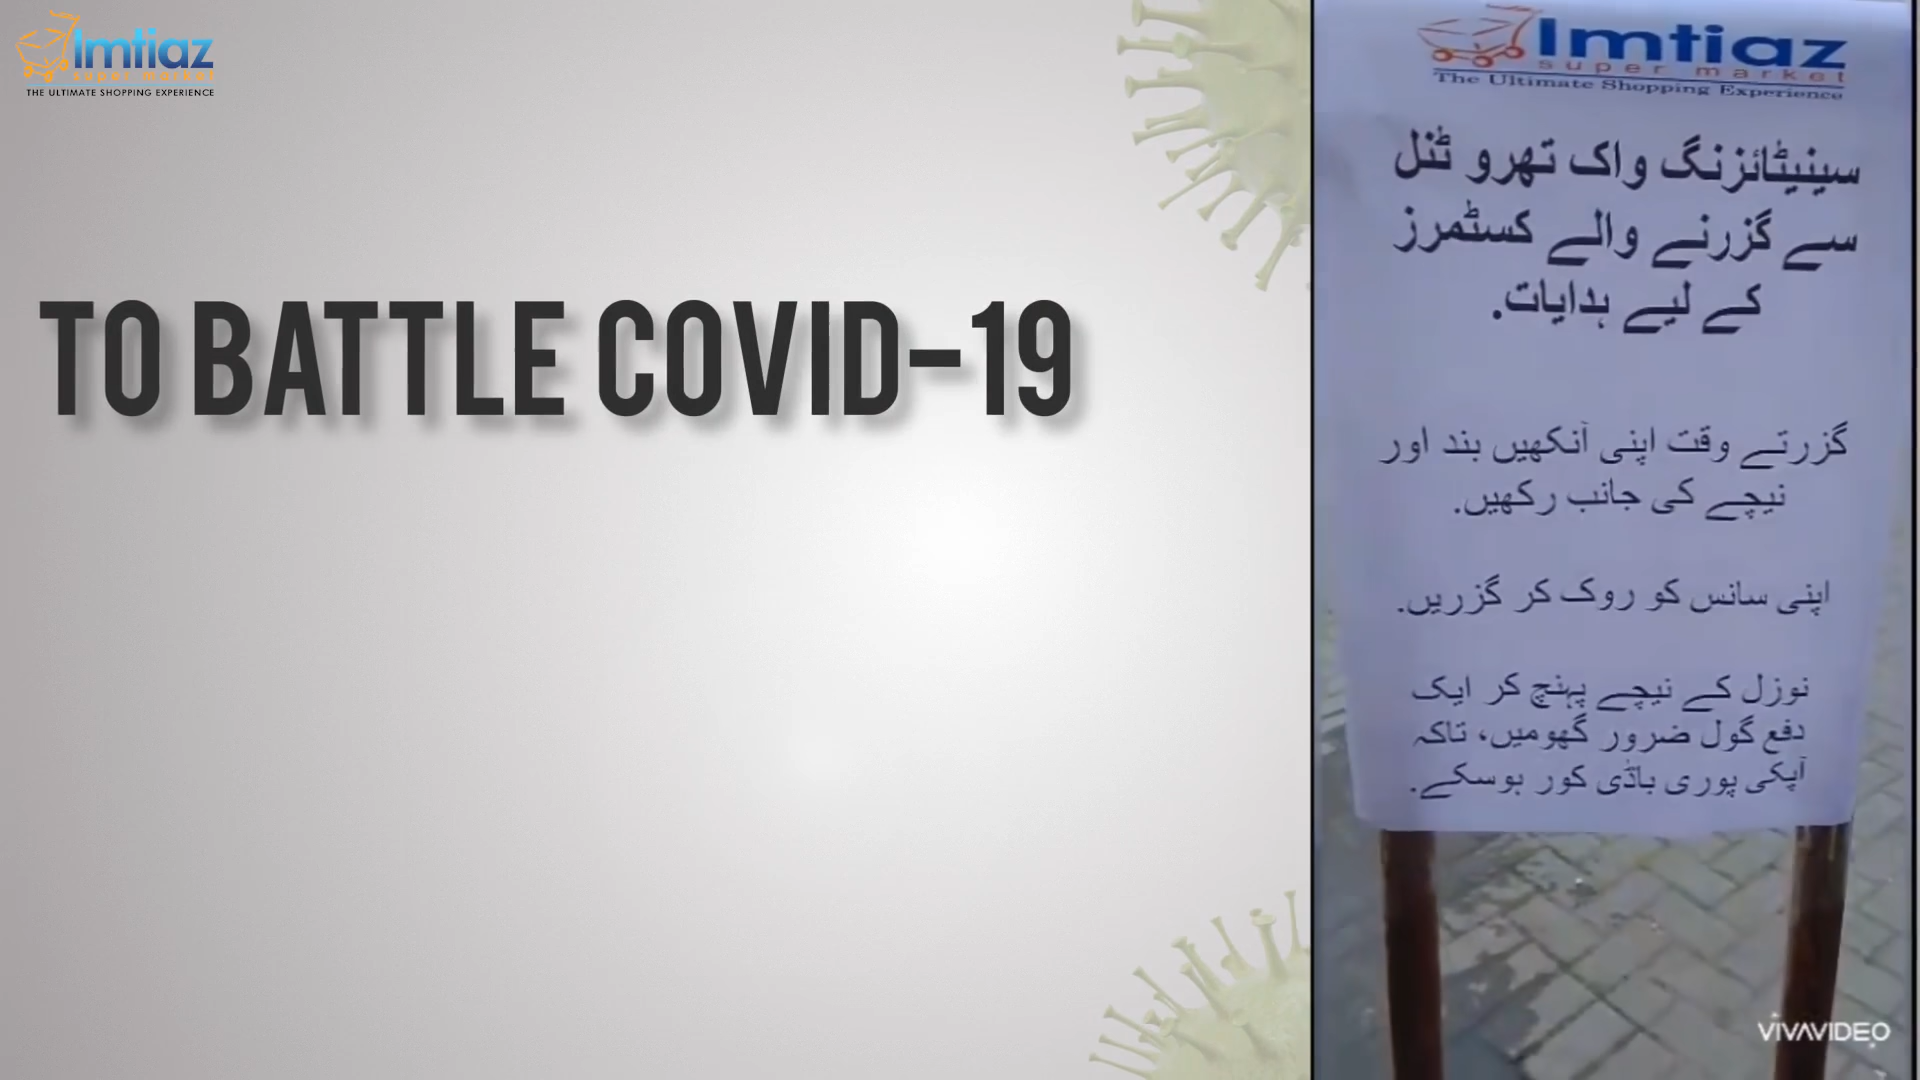 Imtiaz
super market
THE ULTIMATE SHOPPING EXPERIENCE
TO BATTLE COVID-19
Imtiaz
super market
The Ultimate Shopping Experience
سینیٹائزنگ واک تھرو ٹنل
سے گزرنے والے کسٹمرز
کے لیے ہدایات.
گزرتے وقت اپنی آنکھیں بند اور
نیچے کی جانب رکھیں.
اپنی سانس کو روک کر گزریں.
نوزل کے نیچے پہنچ کر ایک
دفع گول ضرور گھومیں، تاکہ
آپکی پوری باڈی کور ہوسکے.
VIVAVIDEO